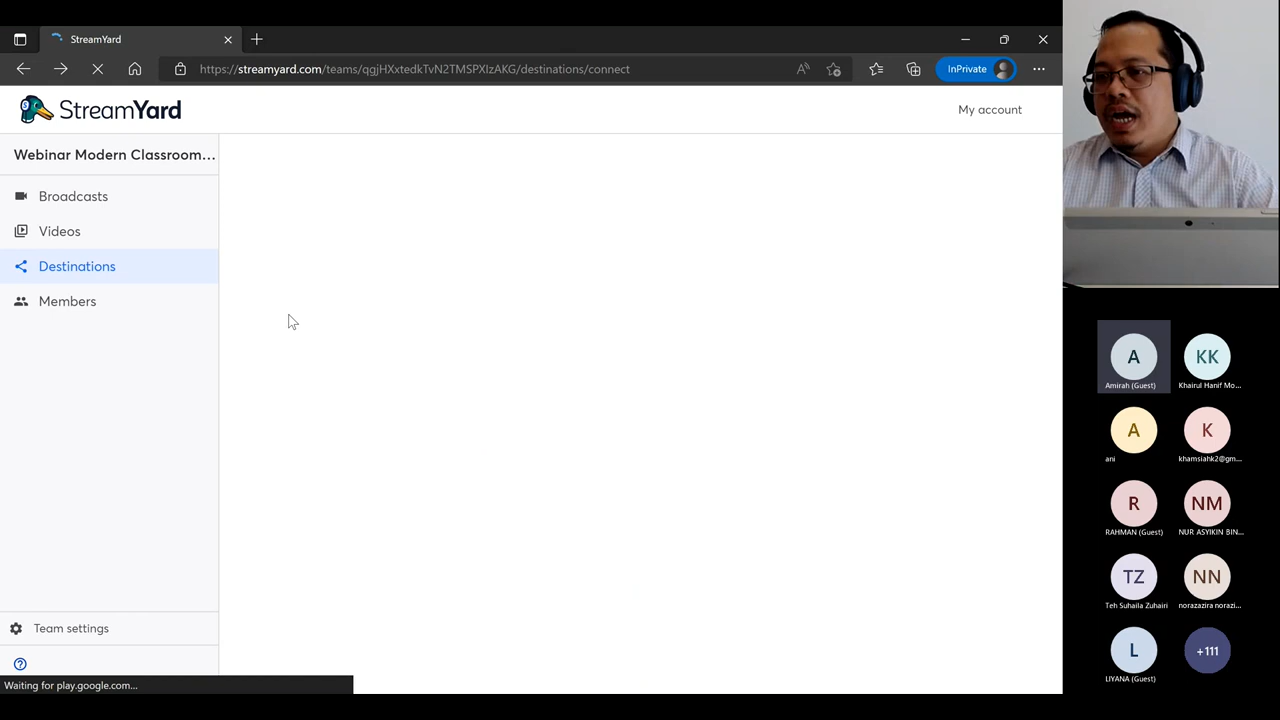 StreamYard
https://streamyard.com/teams/qgjHXxtedkTvN2TMSPXIzAKG/destinations/connect
InPrivate
StreamYard
My account
Webinar Modern Classroom...
Broadcasts
Videos
Destinations
Members
Team settings
Waiting for play.google.com...
A
Amirah (Guest)
KK
Khairul Hanif Mo...
A
ani
K
khamsiahk2@gm...
R
RAHMAN (Guest)
NM
NUR ASYIKIN BIN...
TZ
Teh Suhaila Zuhairi
NN
norazazira norazi...
L
LIYANA (Guest)
+111